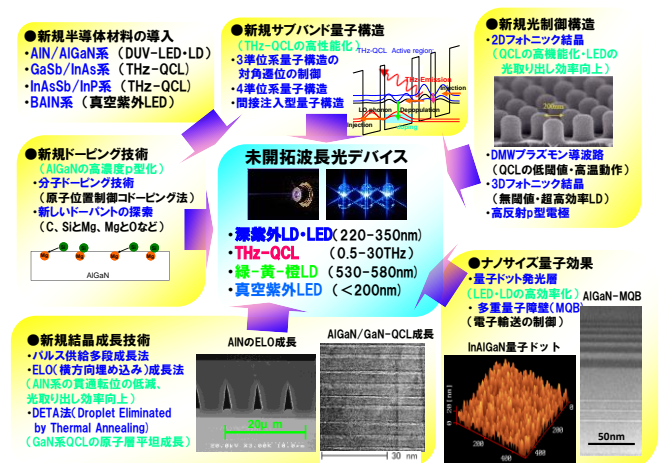 ●新規半導体材料の導入
・AlN/AlGaN系 (DUV-LED・LD)
・GaSb/InAs系 (THz-QCL)
・InAsSb/InP系 (THz-QCL)
・BAlN系 (真空紫外LED)
●新規サブバンド量子構造
(THz-QCLの高性能化)
・3準位系量子構造の
対角遷位の制御
・4準位系量子構造
・間接注入型量子構造
THz-QCL Active region
THz-Emission
Injection
LO phonon
Depopulation
Injection
●新規光制御構造
・2Dフォトニック結晶
(QCLの高機能化・LEDの
光取り出し効率向上)
200nm
・DMWプラズモン導波路
(QCLの低閾値・高温動作)
・3Dフォトニック結晶
(無閾値・超高効率LD)
・高反射p型電極
●新規ドーピング技術
(AlGaNの高濃度p型化)
・分子ドーピング技術
(原子位置制御コドーピング法)
・新しいドーパントの探索
(C、SiとMg、MgとOなど)
Si
Si
Si
Si
Mg
Mg
Mg
Mg
AlGaN
未開拓波長光デバイス
・深紫外LD・LED(220-350nm)
・THz-QCL (0.5-30THz)
・緑-黄-橙LD (530-580nm)
・真空紫外LED (<200nm)
●ナノサイズ量子効果
・量子ドット発光層
(LED・LDの高効率化)
・多重量子障壁(MQB)
(電子輸送の制御)
AlGaN-MQB
InAlGaN量子ドット
20 [nm]
0
200
400
200
400
50nm
●新規結晶成長技術
・パルス供給多段成長法
・ELO(横方向埋め込み)成長法
(AlN系の貫通転位の低減、
光取り出し効率向上)
・DETA法(Droplet Eliminated
by Thermal Annealing)
(GaN系QCLの原子層平坦成長)
AlNのELO成長
20μm
AlGaN/GaN-QCL成長
30 nm